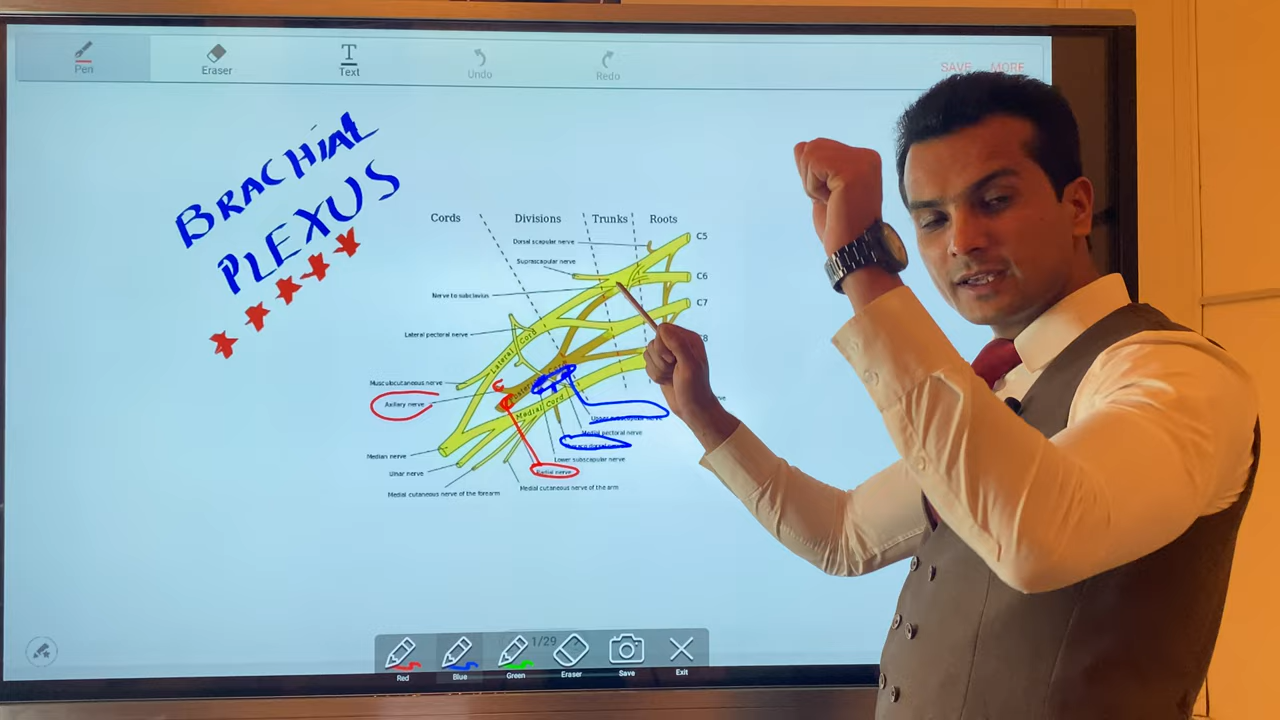 Pen
Eraser
Text
Undo
Redo
SAVE
MORE
BRACHIAL
PLEXUS
Cords
Divisions
Trunks
Roots
C5
C6
C7
C8
Dorsal scapular nerve
Suprascapular nerve
Nerve to subclavius
Lateral pectoral nerve
Lateral Cord
Musculocutaneous nerve
Axillary nerve
Medial Cord
Median nerve
Ulnar nerve
Medial cutaneous nerve of the forearm
Medial pectoral nerve
Lower subscapular nerve
Radial nerve
Medial cutaneous nerve of the arm
1/29
Red
Blue
Green
Eraser
Save
Exit